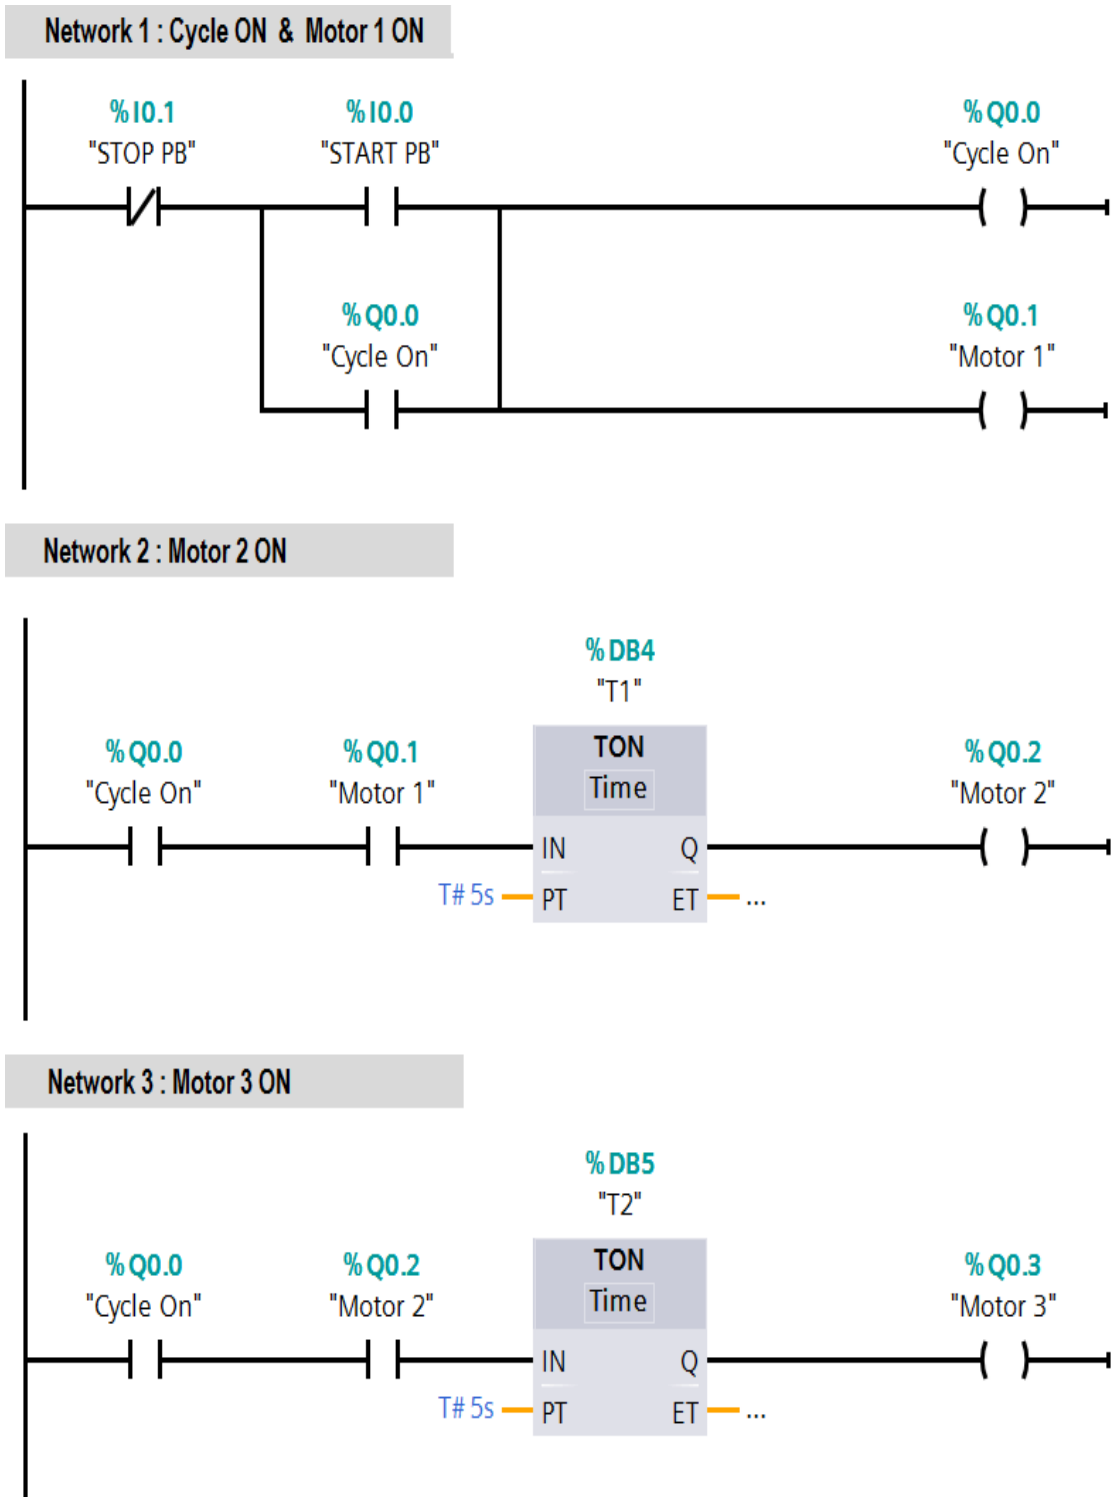 Network 1 : Cycle ON & Motor 1 ON
%I0.1 %I0.0 %Q0.0
"STOP PB" "START PB" "Cycle On"
%Q0.0 %Q0.1
"Cycle On" "Motor 1"
Network 2 : Motor 2 ON
%DB4
"T1"
%Q0.0 %Q0.1 TON %Q0.2
"Cycle On" "Motor 1" Time "Motor 2"
IN Q
T# 5s PT ET ...
Network 3 : Motor 3 ON
%DB5
"T2"
%Q0.0 %Q0.2 TON %Q0.3
"Cycle On" "Motor 2" Time "Motor 3"
IN Q
T# 5s PT ET ...